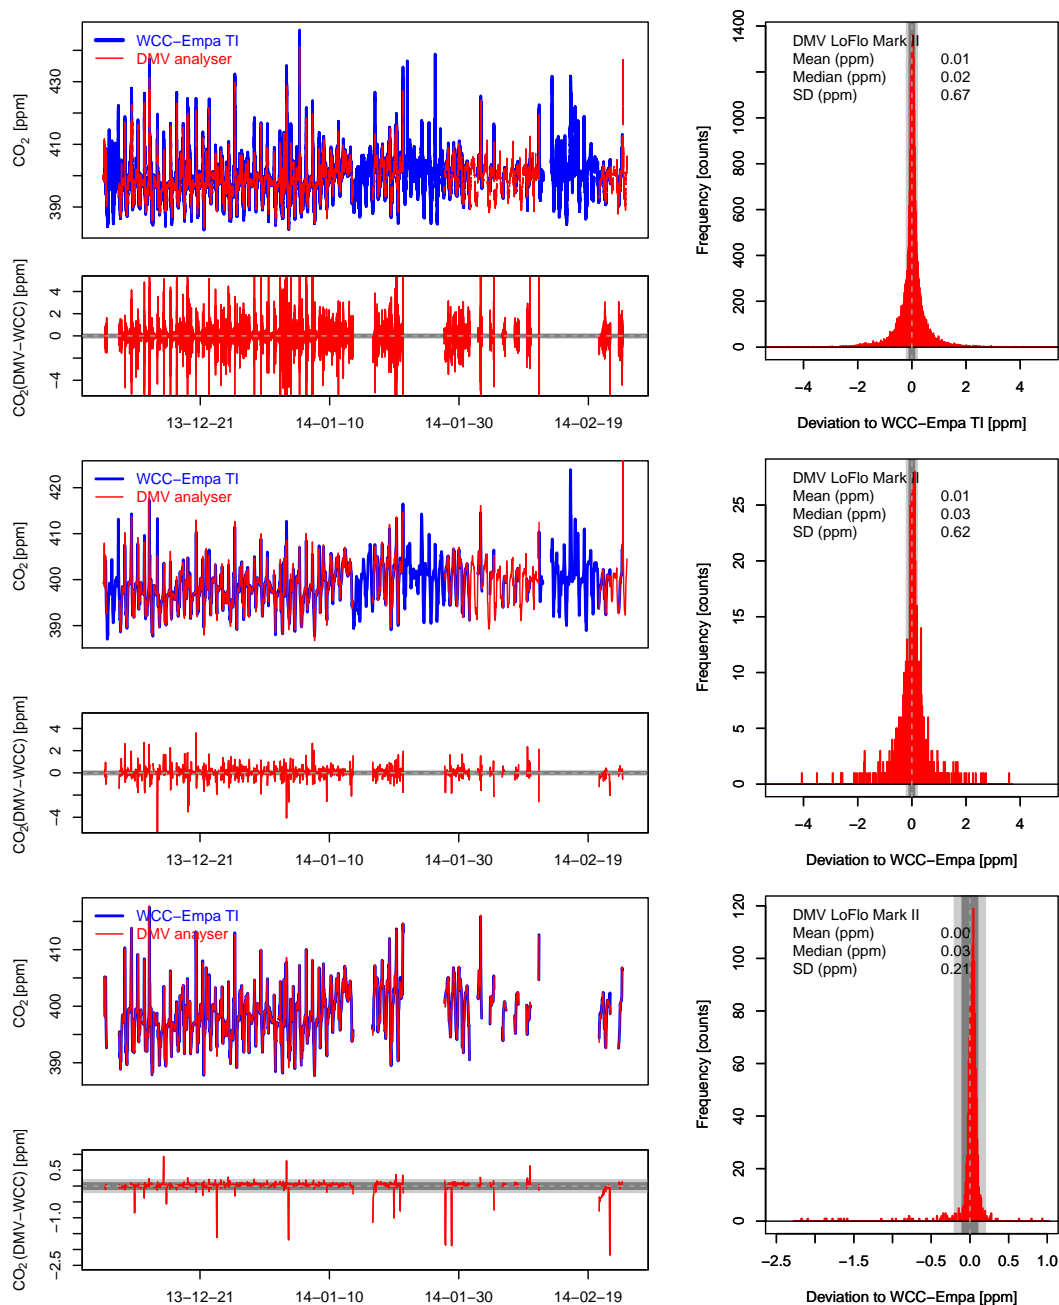 WCC−Empa TI
DMV analyser
CO2 [ppm]
390
410
430
CO2(DMV−WCC) [ppm]
−4
0
2
4
13−12−21
14−01−10
14−01−30
14−02−19
DMV LoFlo Mark II
Mean (ppm) 0.01
Median (ppm) 0.02
SD (ppm) 0.67
Frequency [counts]
0
200
400
600
800
1000
1400
−4
−2
0
2
4
Deviation to WCC−Empa TI [ppm]
WCC−Empa TI
DMV analyser
CO2 [ppm]
390
400
410
420
CO2(DMV−WCC) [ppm]
−4
0
2
4
13−12−21
14−01−10
14−01−30
14−02−19
DMV LoFlo Mark II
Mean (ppm) 0.01
Median (ppm) 0.03
SD (ppm) 0.62
Frequency [counts]
0
5
10
15
20
25
−4
−2
0
2
4
Deviation to WCC−Empa [ppm]
WCC−Empa TI
DMV analyser
CO2 [ppm]
390
400
410
CO2 (DMV−WCC) [ppm]
−2.5
−1.0
0.5
13−12−21
14−01−10
14−01−30
14−02−19
DMV LoFlo Mark II
Mean (ppm) 0.00
Median (ppm) 0.03
SD (ppm) 0.21
Frequency [counts]
0
20
40
60
80
100
120
−2.5
−1.5
−0.5
0.0
0.5
1.0
Deviation to WCC−Empa [ppm]